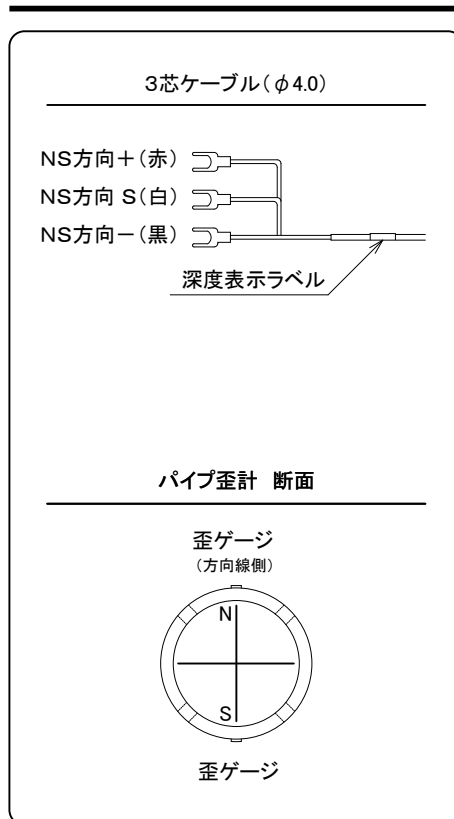 3芯ケーブル(φ4.0)
NS方向+(赤)
NS方向 S(白)
NS方向−(黒)
深度表示ラベル
パイプ歪計 断面
歪ゲージ
(方向線側)
N
S
歪ゲージ